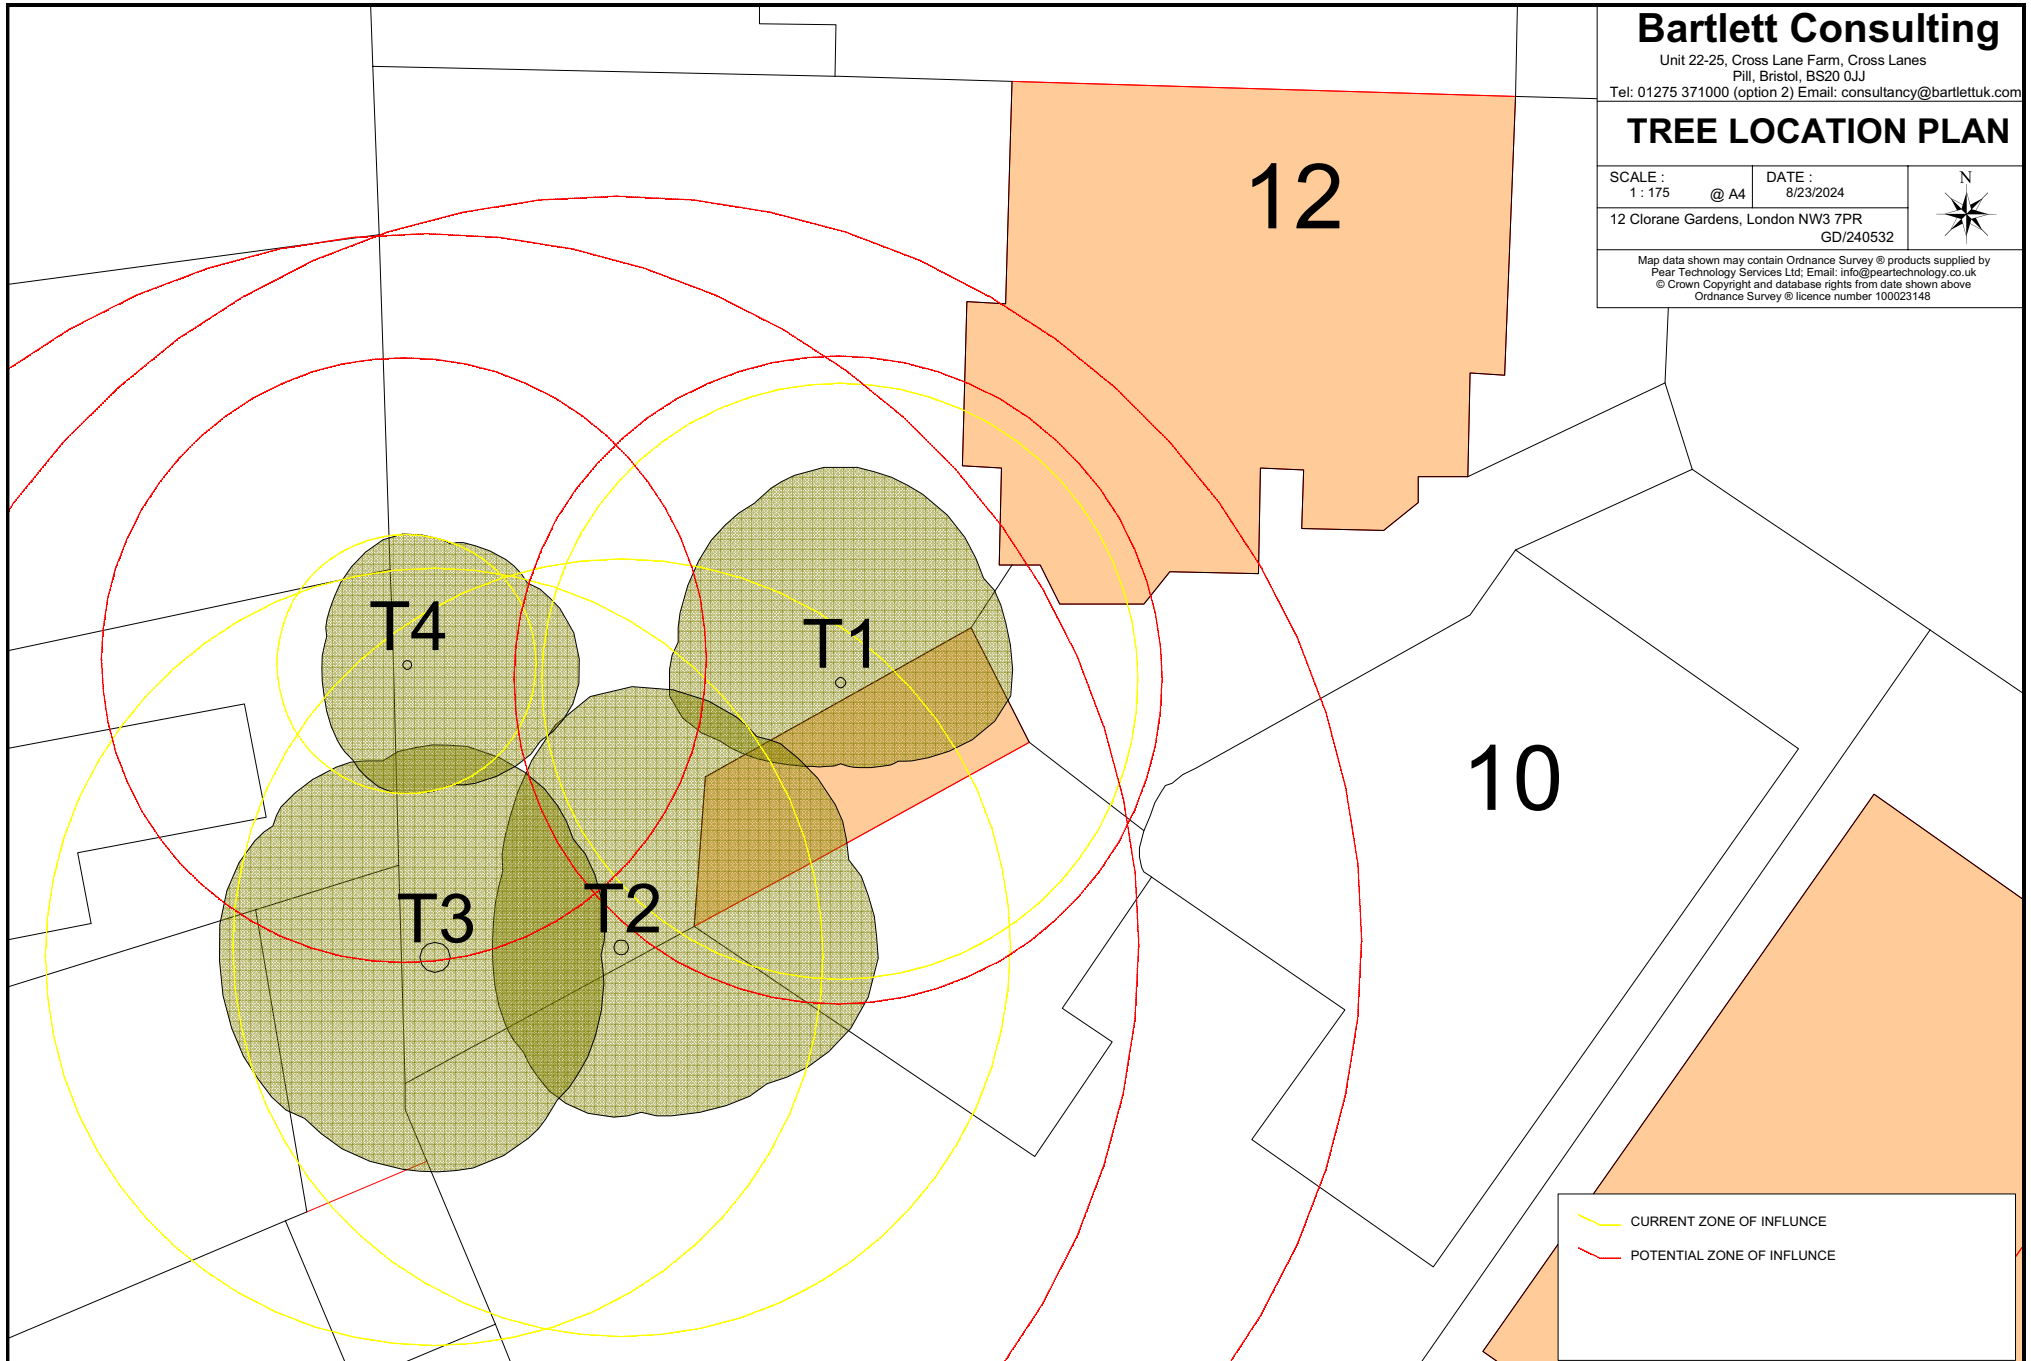 Bartlett Consulting
Unit 22-25, Cross Lane Farm, Cross Lanes
Pill, Bristol, BS20 0JJ
Tel: 01275 371000 (option 2) Email: consultancy@bartlettuk.com
TREE LOCATION PLAN
SCALE :
1 : 175 @ A4
DATE :
8/23/2024
N
12 Clorane Gardens, London NW3 7PR
GD/240532
Map data shown may contain Ordnance Survey ® products supplied by
Pear Technology Services Ltd; Email: info@peartechnology.co.uk
© Crown Copyright and database rights from date shown above
Ordnance Survey ® licence number 100023148
12
T4
T1
10
T3
T2
CURRENT ZONE OF INFLUNCE
POTENTIAL ZONE OF INFLUNCE